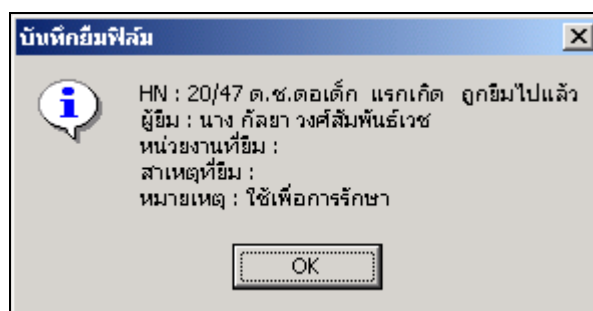 บันทึกยืมฟิล์ม
HN : 20/47 ด.ช.ดอเด็ก แรกเกิด ถูกยืมไปแล้ว
ผู้ยืม : นาง กัลยา วงศ์สัมพันธ์เวช
หน่วยงานที่ยืม :
สาเหตุที่ยืม :
หมายเหตุ : ใช้เพื่อการรักษา
OK